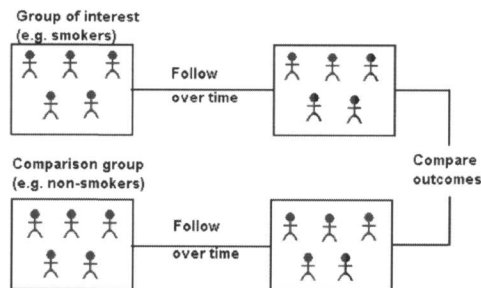 Group of interest
(e.g. smokers)
Follow
over time
Comparison group
(e.g. non-smokers)
Compare
outcomes
Follow
over time